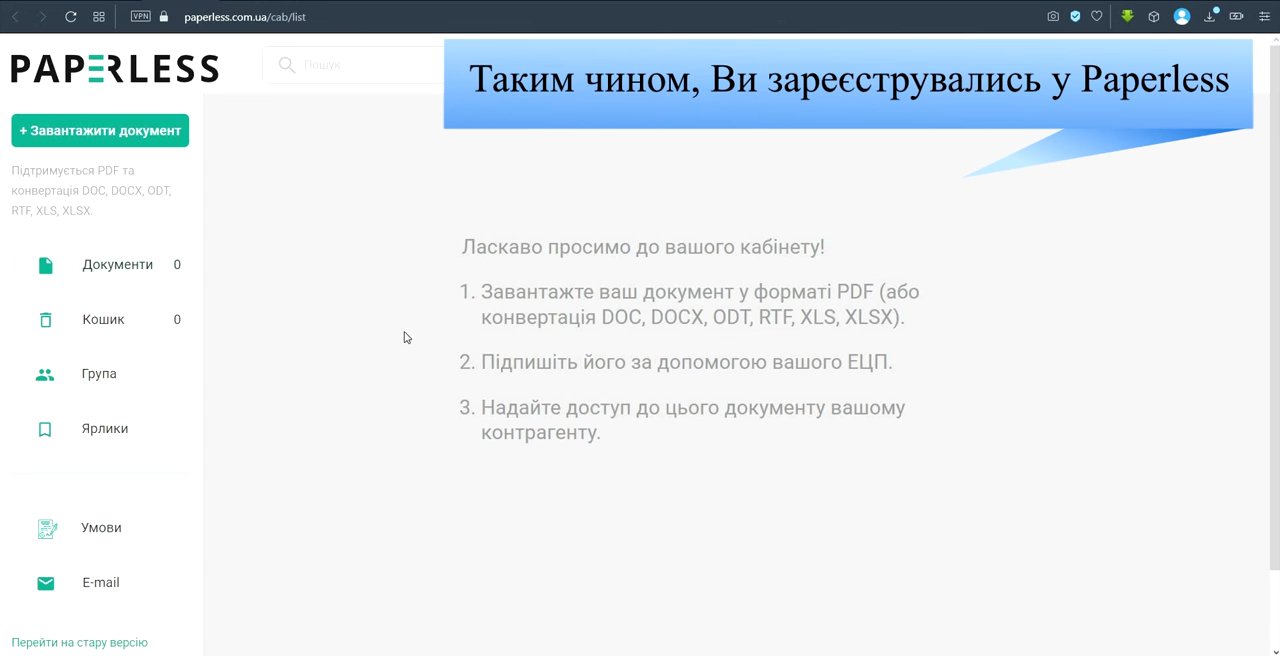 VPN
paperless.com.ua/cab/list
PAPERLESS
Пошук
Таким чином, Ви зареєструвались у Paperless
+ Завантажити документ
Підтримується PDF та
конвертація DOC, DOCX, ODT,
RTF, XLS, XLSX.
Документи 0
Кошик 0
Група
Ярлики
Умови
E-mail
Перейти на стару версію
Ласкаво просимо до вашого кабінету!
1. Завантажте ваш документ у форматі PDF (або
конвертація DOC, DOCX, ODT, RTF, XLS, XLSX).
2. Підпишіть його за допомогою вашого ЕЦП.
3. Надайте доступ до цього документу вашому
контрагенту.